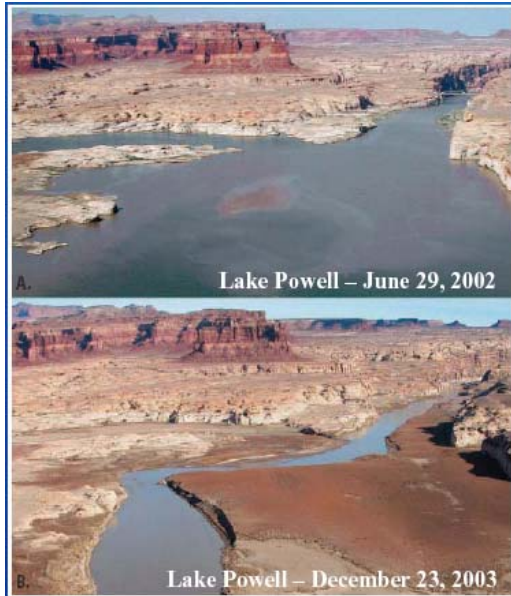 A.
Lake Powell – June 29, 2002
B.
Lake Powell – December 23, 2003